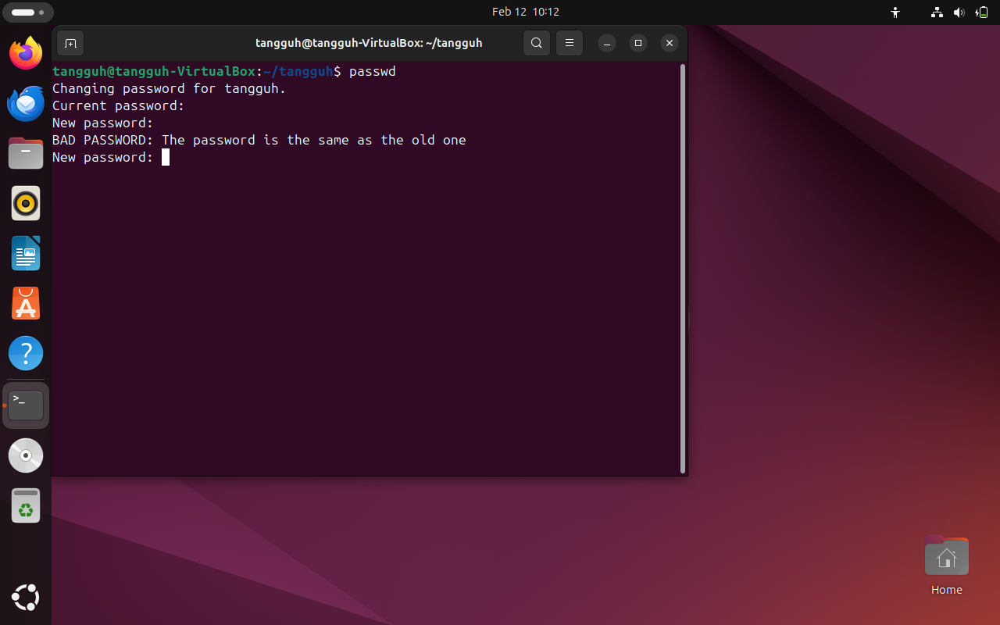 Feb 12 10:12
tangguh@tangguh-VirtualBox: ~/tangguh
tangguh@tangguh-VirtualBox:~/tangguh$ passwd
Changing password for tangguh.
Current password:
New password:
BAD PASSWORD: The password is the same as the old one
New password:
>_
Home